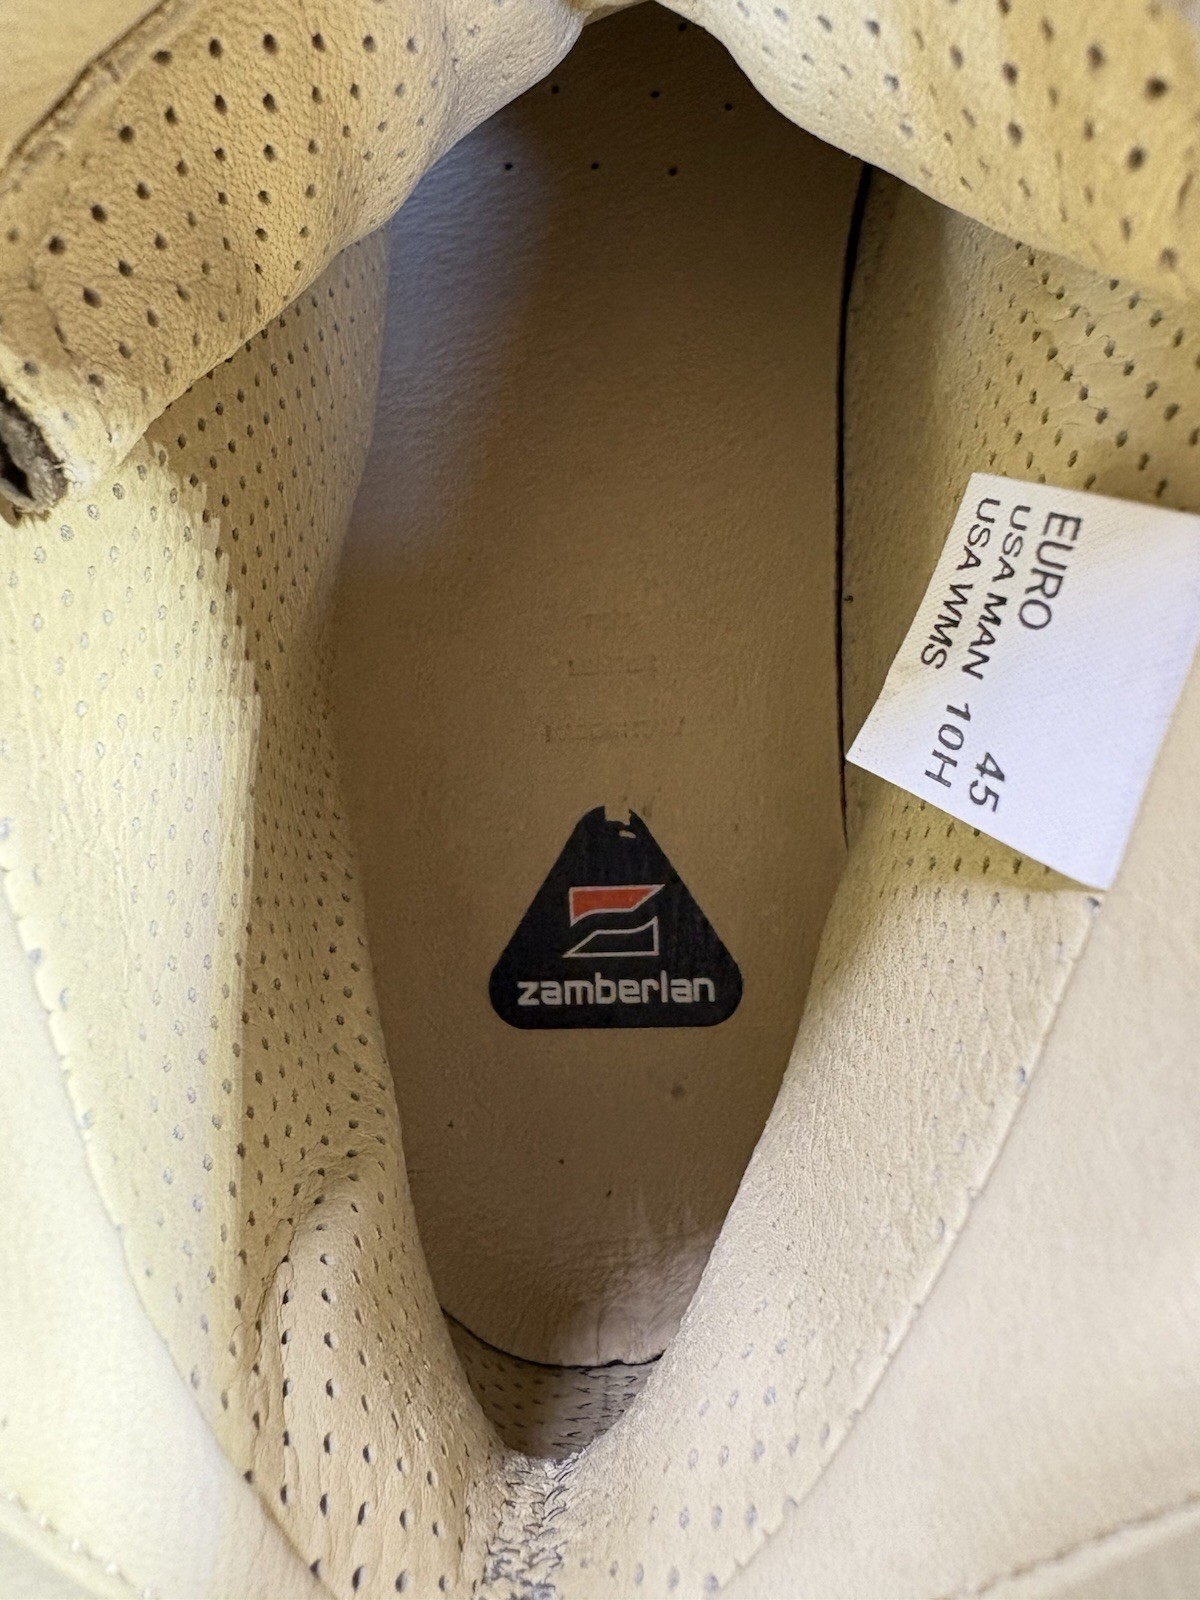 EURO 45
USA MAN 10H
USA WMS
zamberlan